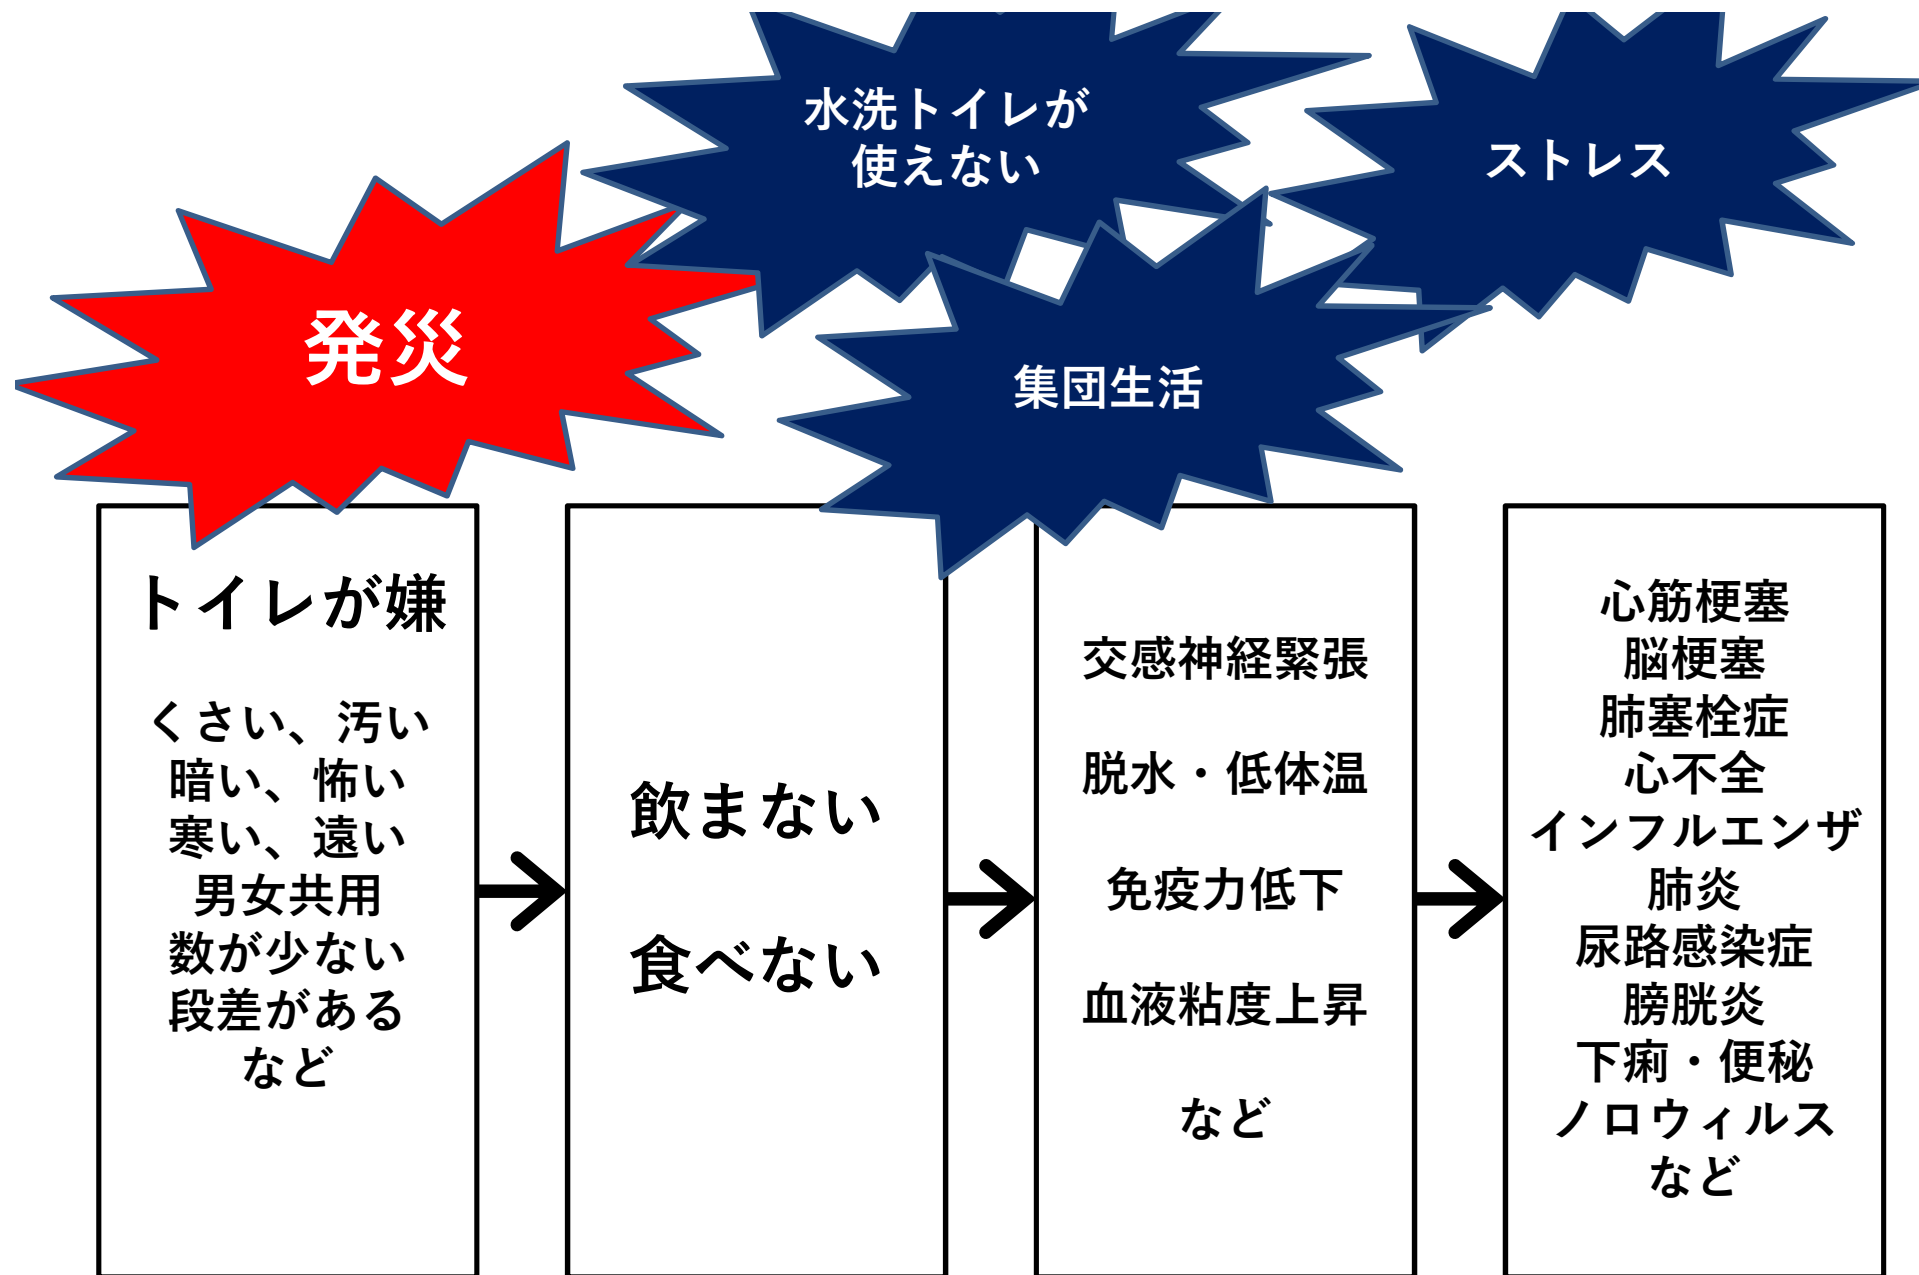 水洗トイレが
使えない
ストレス
発災
集団生活
トイレが嫌
くさい、汚い
暗い、怖い
寒い、遠い
男女共用
数が少ない
段差がある
など
飲まない
食べない
交感神経緊張
脱水・低体温
免疫力低下
血液粘度上昇
など
心筋梗塞
脳梗塞
肺塞栓症
心不全
インフルエンザ
肺炎
尿路感染症
膀胱炎
下痢・便秘
ノロウィルス
など